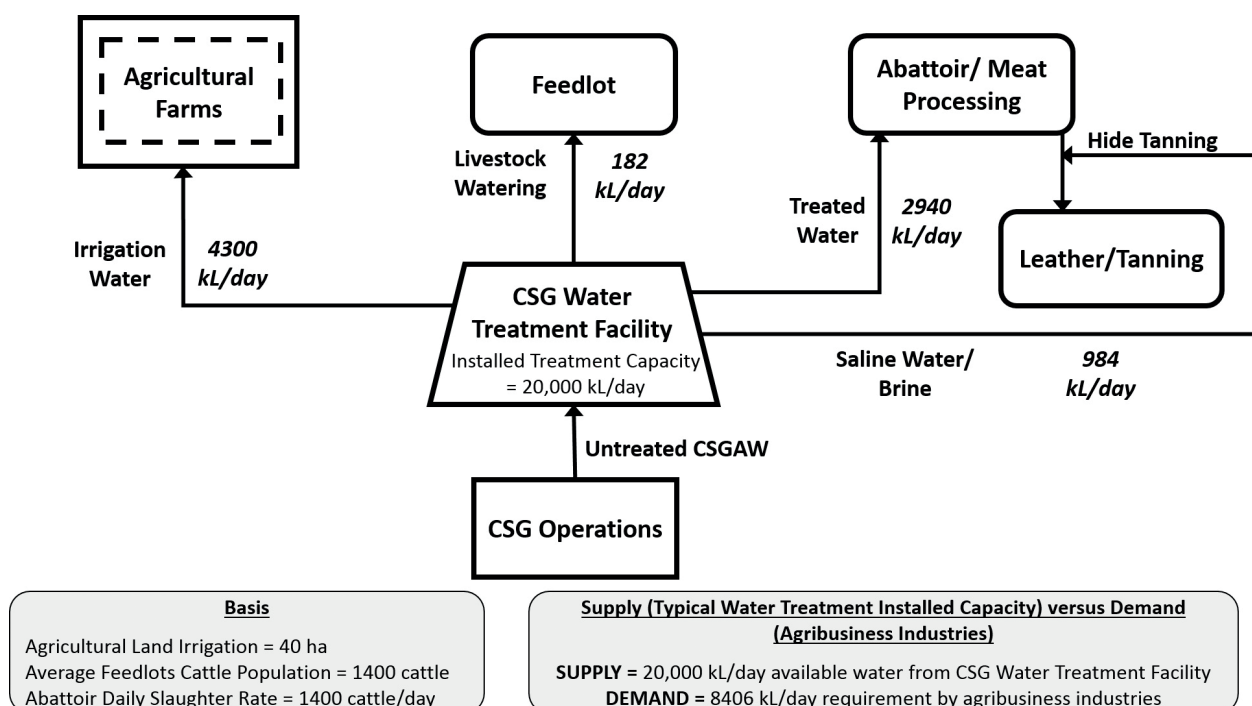 Agricultural
Farms
Feedlot
Abattoir/ Meat
Processing
Hide Tanning
Livestock
Watering
182
kL/day
Treated
Water
2940
kL/day
Leather/Tanning
Irrigation
Water
4300
kL/day
CSG Water
Treatment Facility
Installed Treatment Capacity
= 20,000 kL/day
Saline Water/
Brine
984
kL/day
Untreated CSGAW
CSG Operations
Basis
Agricultural Land Irrigation = 40 ha
Average Feedlots Cattle Population = 1400 cattle
Abattoir Daily Slaughter Rate = 1400 cattle/day
Supply (Typical Water Treatment Installed Capacity) versus Demand
(Agribusiness Industries)
SUPPLY = 20,000 kL/day available water from CSG Water Treatment Facility
DEMAND = 8406 kL/day requirement by agribusiness industries